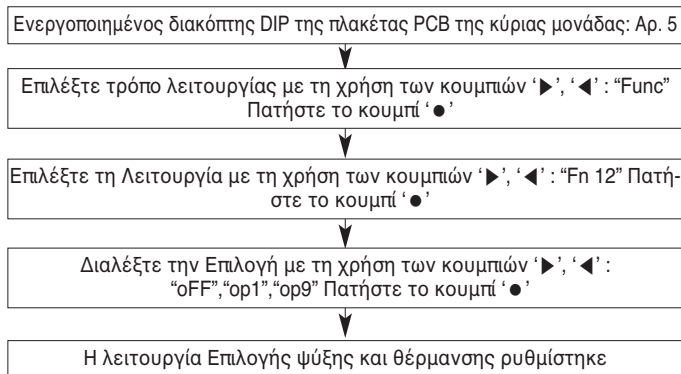 Ενεργοποιημένος διακόπτης DIP της πλακέτας PCB της κύριας μονάδας: Αρ. 5
Επιλέξτε τρόπο λειτουργίας με τη χρήση των κουμπιών ‘▶’, ‘◀’ : “Func”
Πατήστε το κουμπί ‘●’
Επιλέξτε τη Λειτουργία με τη χρήση των κουμπιών ‘▶’, ‘◀’ : “Fn 12” Πατή-
στε το κουμπί ‘●’
Διαλέξτε την Επιλογή με τη χρήση των κουμπιών ‘▶’, ‘◀’ :
“oFF”,“op1”,“op9” Πατήστε το κουμπί ‘●’
Η λειτουργία Επιλογής ψύξης και θέρμανσης ρυθμίστηκε